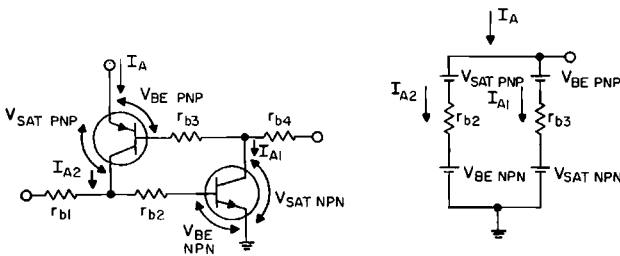 I_A
V_BE PNP
V_SAT PNP
r_b3
r_b4
I_A2
I_A1
r_b1
r_b2
V_SAT NPN
V_BE NPN
I_A
V_SAT PNP
V_BE PNP
I_A2
I_A1
r_b2
r_b3
V_BE NPN
V_SAT NPN